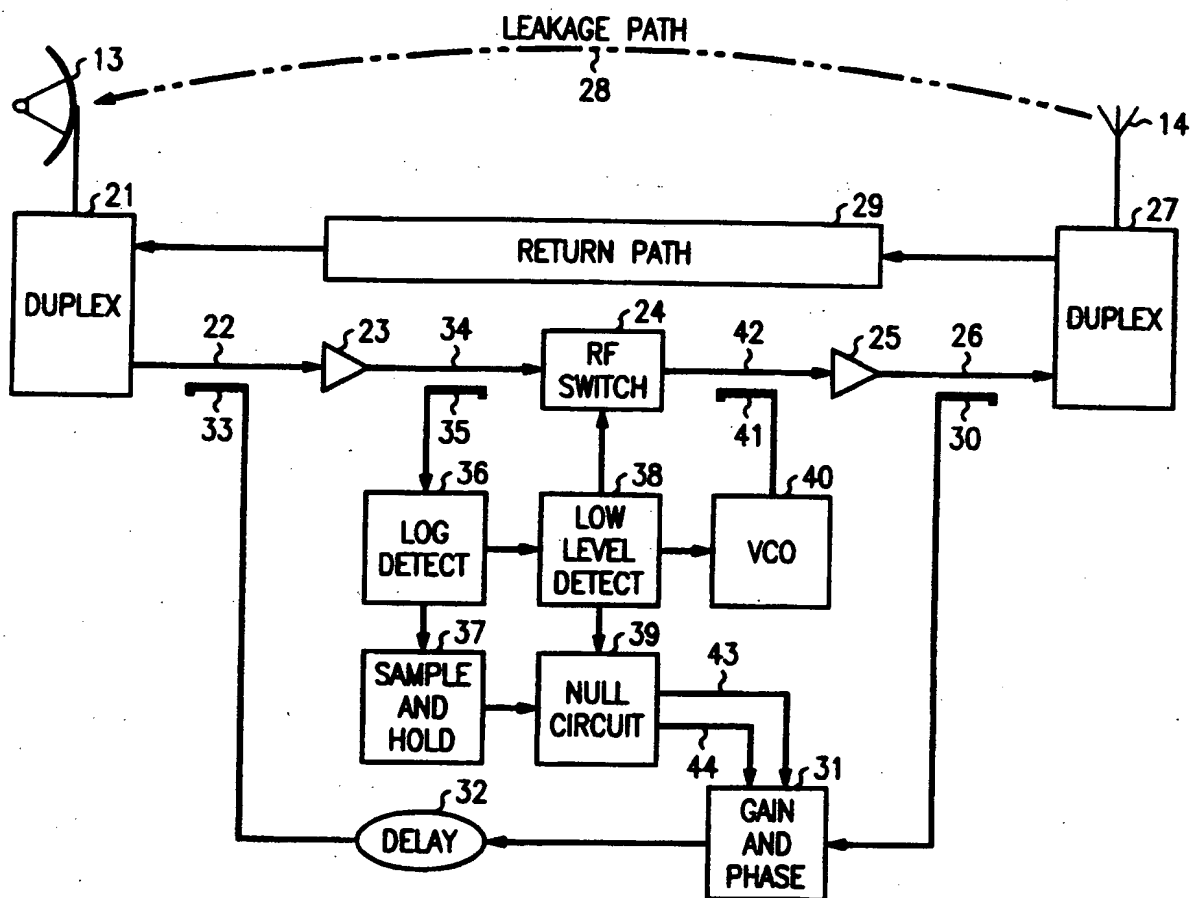 LEAKAGE PATH
28
13
14
21
29
27
RETURN PATH
DUPLEX
DUPLEX
22
23
34
24
RF
SWITCH
42
25
26
33
35
41
30
36
LOG
DETECT
38
LOW
LEVEL
DETECT
40
VCO
37
SAMPLE
AND
HOLD
39
NULL
CIRCUIT
43
44
32
DELAY
31
GAIN
AND
PHASE